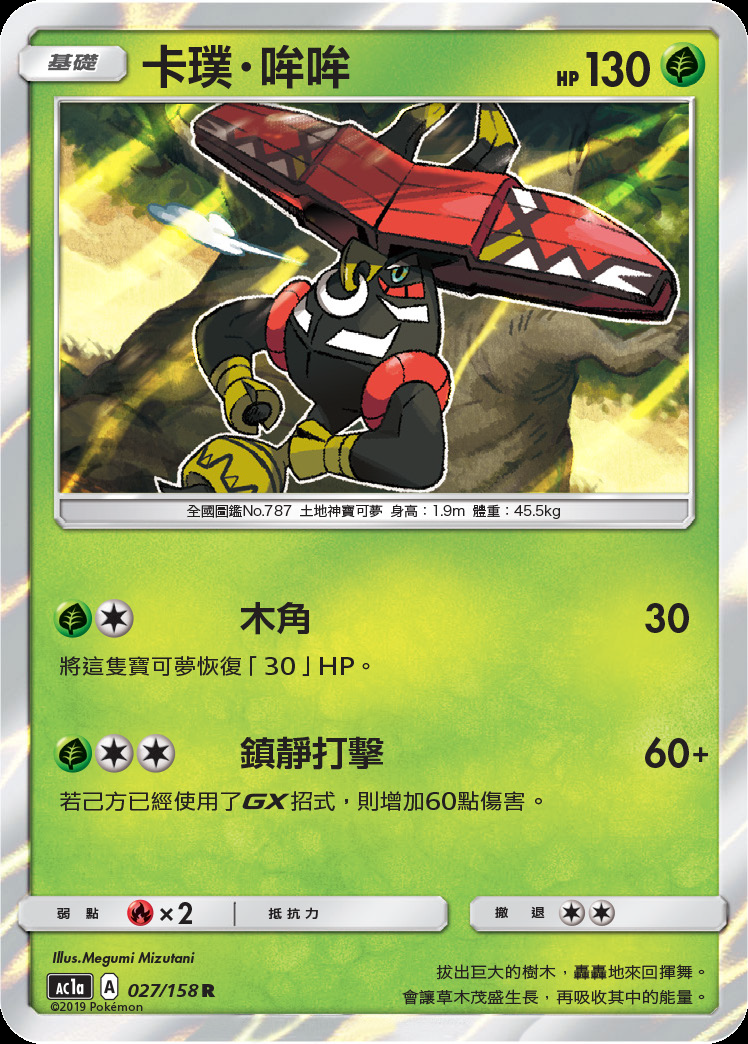 基礎
卡璞・哞哞
HP 130
全國圖鑑No.787 土地神寶可夢 身高：1.9m 體重：45.5kg
木角 30
將這隻寶可夢恢復「30」HP。
鎮靜打擊 60+
若己方已經使用了GX招式，則增加60點傷害。
弱點 ×2 抵抗力 撤退
Illus.Megumi Mizutani
AC1a A 027/158 R
©2019 Pokémon
拔出巨大的樹木，轟轟地來回揮舞。
會讓草木茂盛生長，再吸收其中的能量。